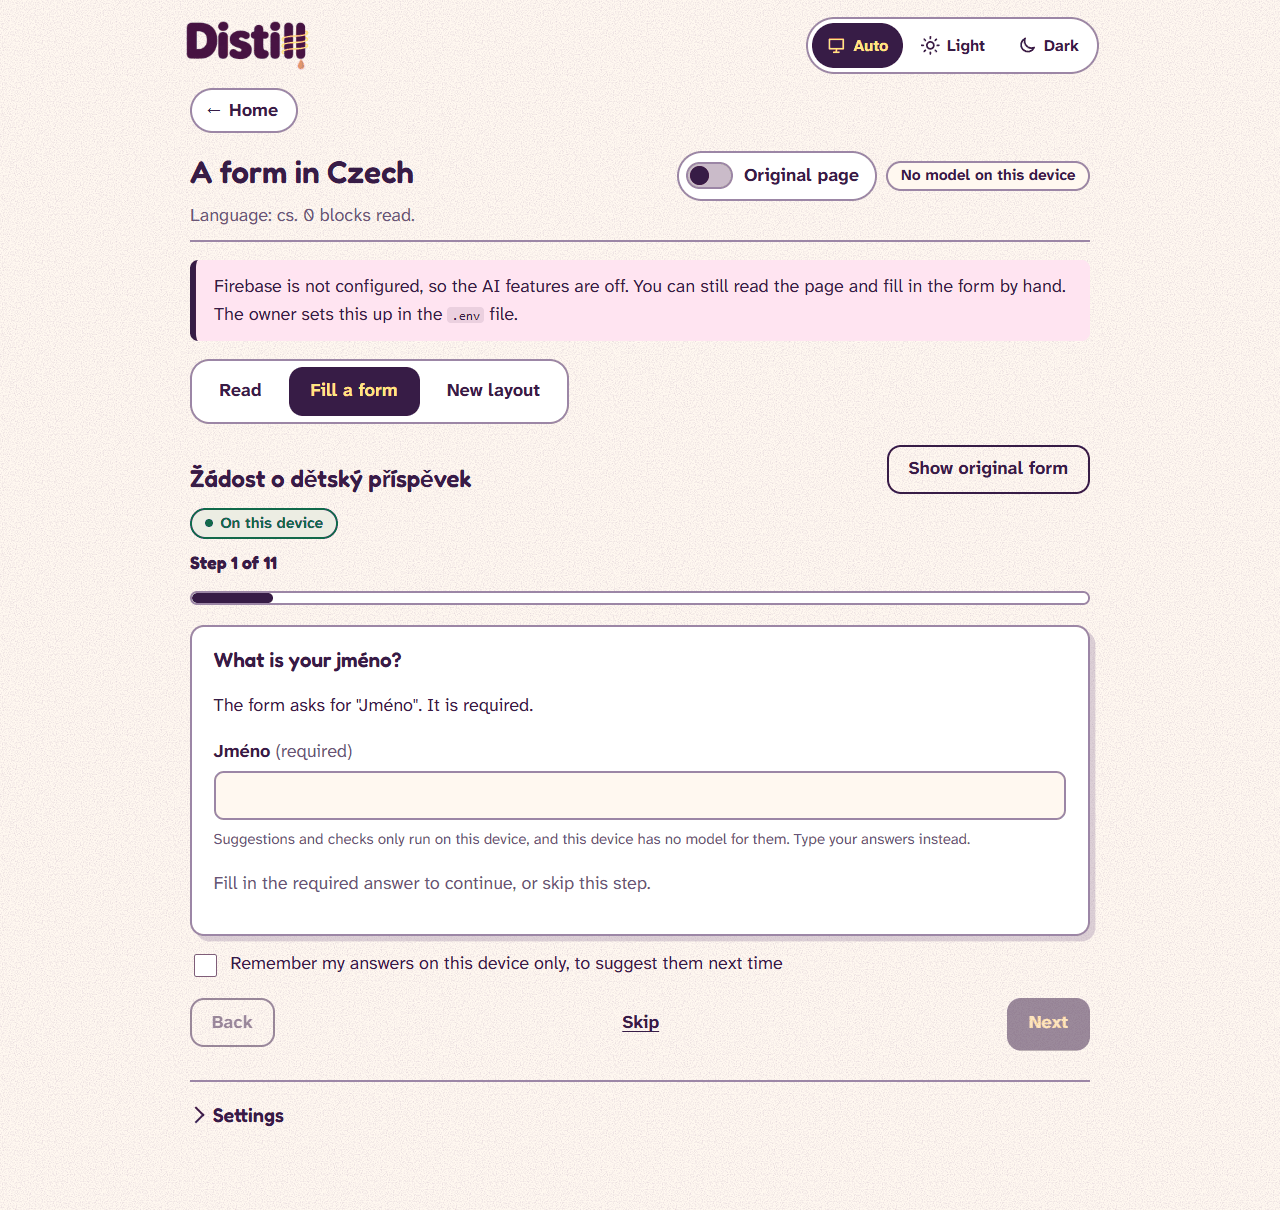 Distill
Auto
Light
Dark
← Home
A form in Czech
Original page
No model on this device
Language: cs. 0 blocks read.
Firebase is not configured, so the AI features are off. You can still read the page and fill in the form by hand.
The owner sets this up in the .env file.
Read
Fill a form
New layout
Žádost o dětský příspěvek
Show original form
On this device
Step 1 of 11
What is your jméno?
The form asks for "Jméno". It is required.
Jméno (required)
Suggestions and checks only run on this device, and this device has no model for them. Type your answers instead.
Fill in the required answer to continue, or skip this step.
Remember my answers on this device only, to suggest them next time
Back
Skip
Next
Settings